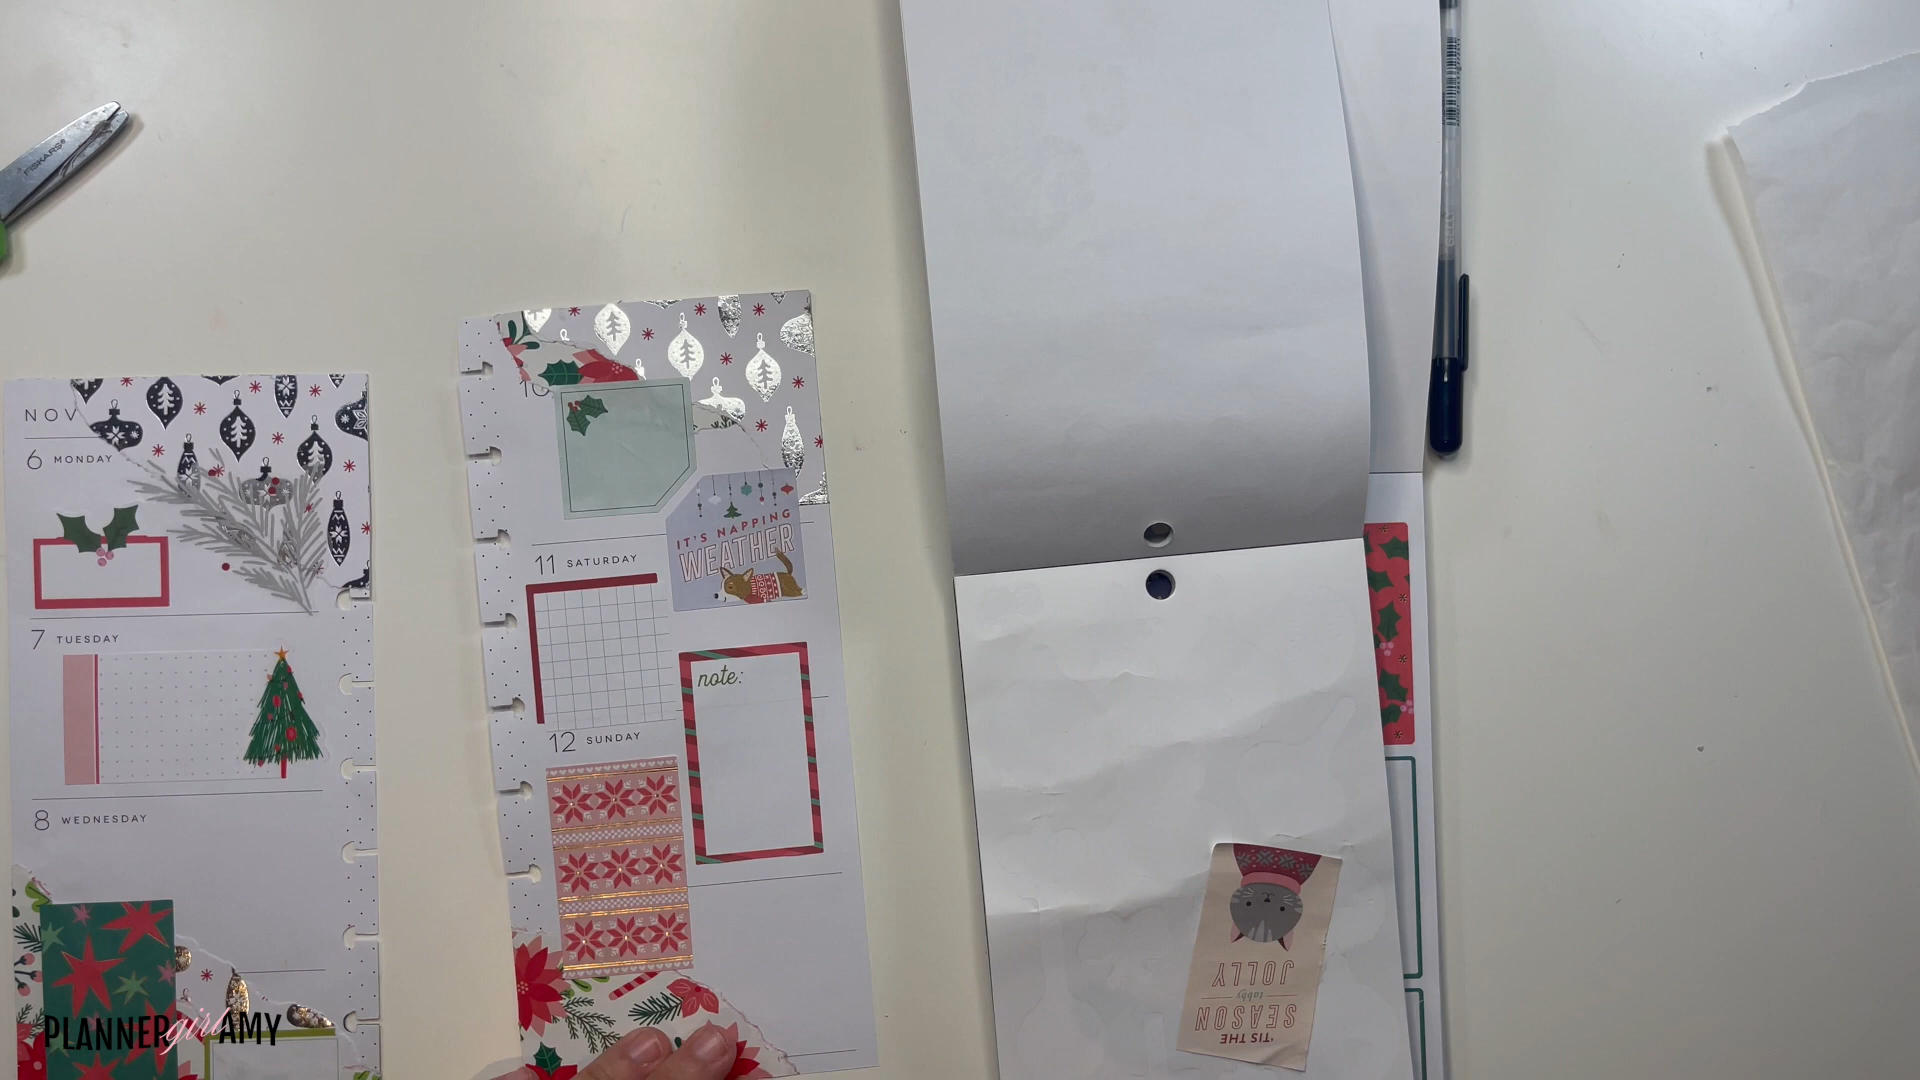 FISKARS
NOV
6 MONDAY
7 TUESDAY
8 WEDNESDAY
10
11 SATURDAY
12 SUNDAY
IT'S NAPPING
WEATHER
note:
'TIS THE
SEASON
tabby
JOLLY
PLANNERgirlAMY